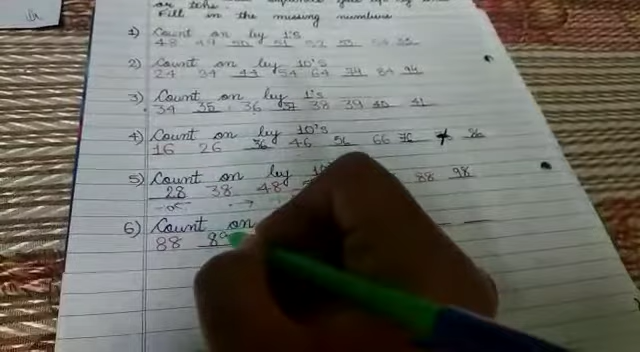 Fill in the missing numbers
1) Count on by 1's
48 49 50 51 52 53 54 55
2) Count on by 10's
24 34 44 54 64 74 84 94
3) Count on by 1's
34 35 36 37 38 39 40 41
4) Count on by 10's
16 26 36 46 56 66 76 86
5) Count on by 10's
28 38 48 88 98
6) Count on
88 89